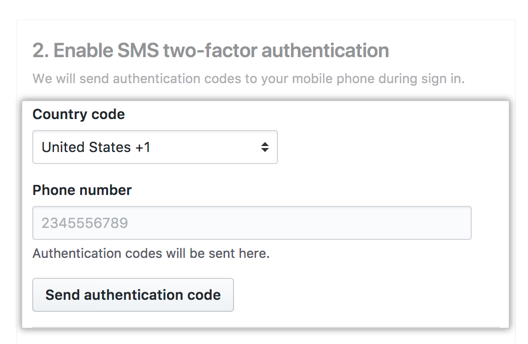 2. Enable SMS two-factor authentication
We will send authentication codes to your mobile phone during sign in.
Country code
United States +1
Phone number
2345556789
Authentication codes will be sent here.
Send authentication code